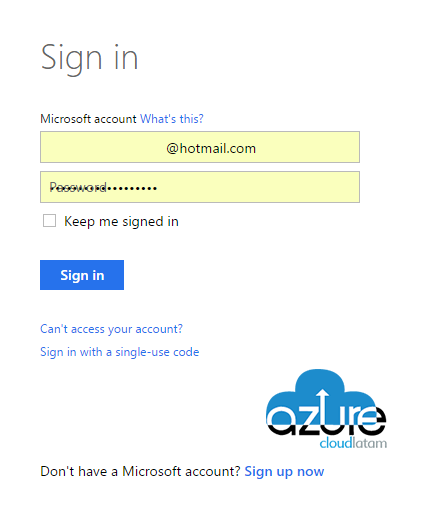 Sign in
Microsoft account What's this?
@hotmail.com
Password•••••••••
Keep me signed in
Sign in
Can't access your account?
Sign in with a single-use code
azure
cloudlatam
Don't have a Microsoft account? Sign up now